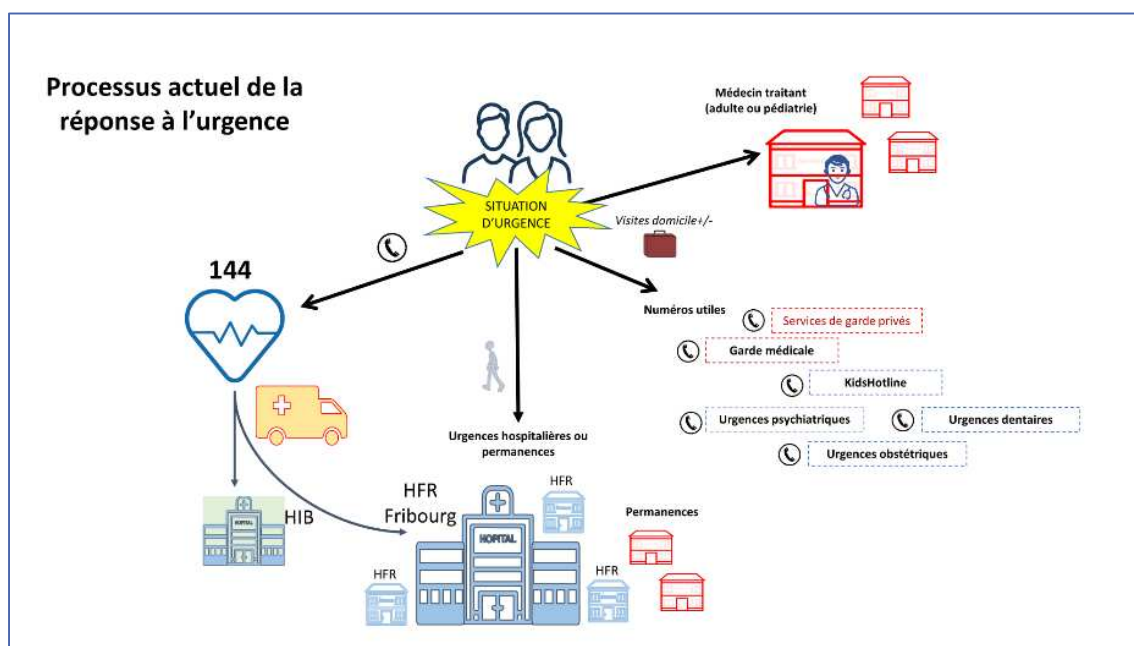 Processus actuel de la
réponse à l’urgence
Médecin traitant
(adulte ou pédiatrie)
SITUATION
D’URGENCE
Visites domicile+/-
144
Numéros utiles
Services de garde privés
Garde médicale
KidsHotline
Urgences psychiatriques
Urgences dentaires
Urgences obstétriques
Urgences hospitalières ou
permanences
HIB
HOPITAL
HFR
Fribourg
HOPITAL
HFR
HFR
HFR
Permanences